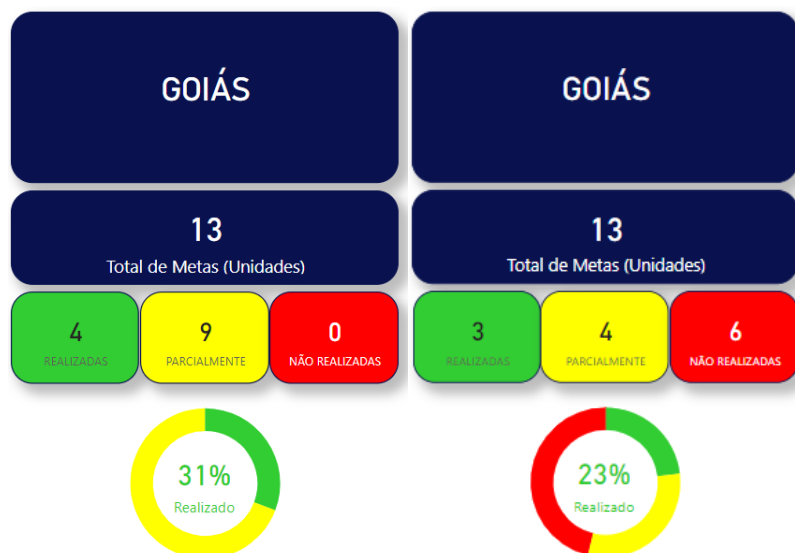 GOIÁS
13
Total de Metas (Unidades)
4
REALIZADAS
9
PARCIALMENTE
0
NÃO REALIZADAS
31%
Realizado
GOIÁS
13
Total de Metas (Unidades)
3
REALIZADAS
4
PARCIALMENTE
6
NÃO REALIZADAS
23%
Realizado